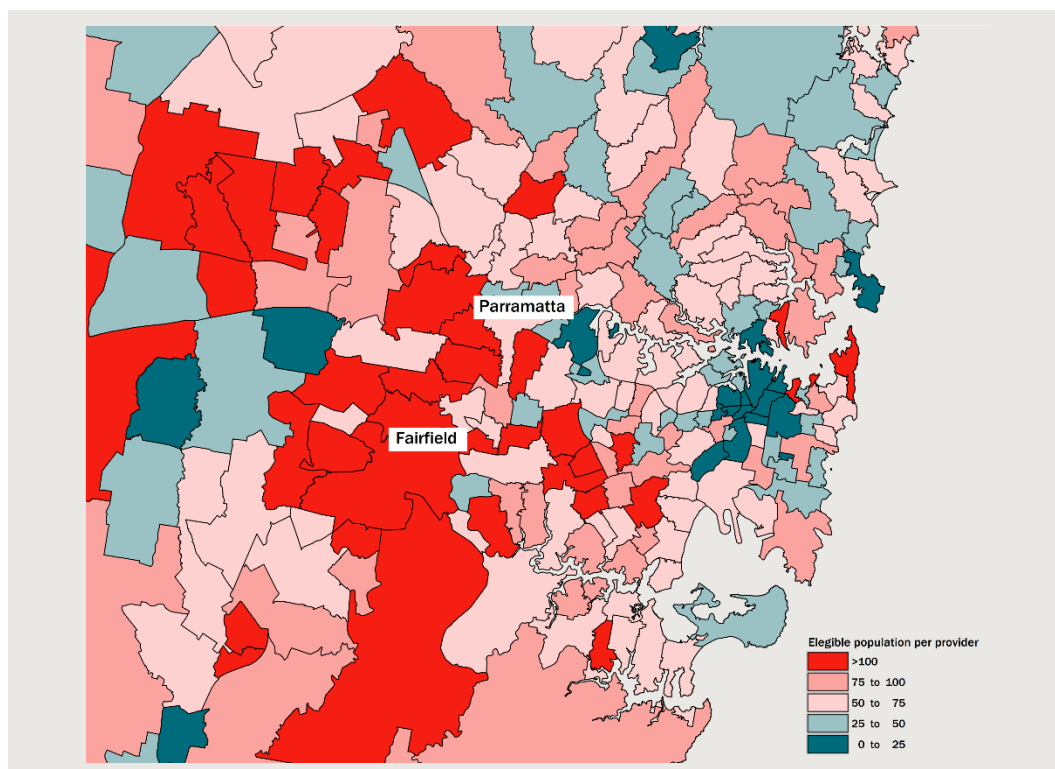 Parramatta
Fairfield
Elegible population per provider
>100
75 to 100
50 to 75
25 to 50
0 to 25